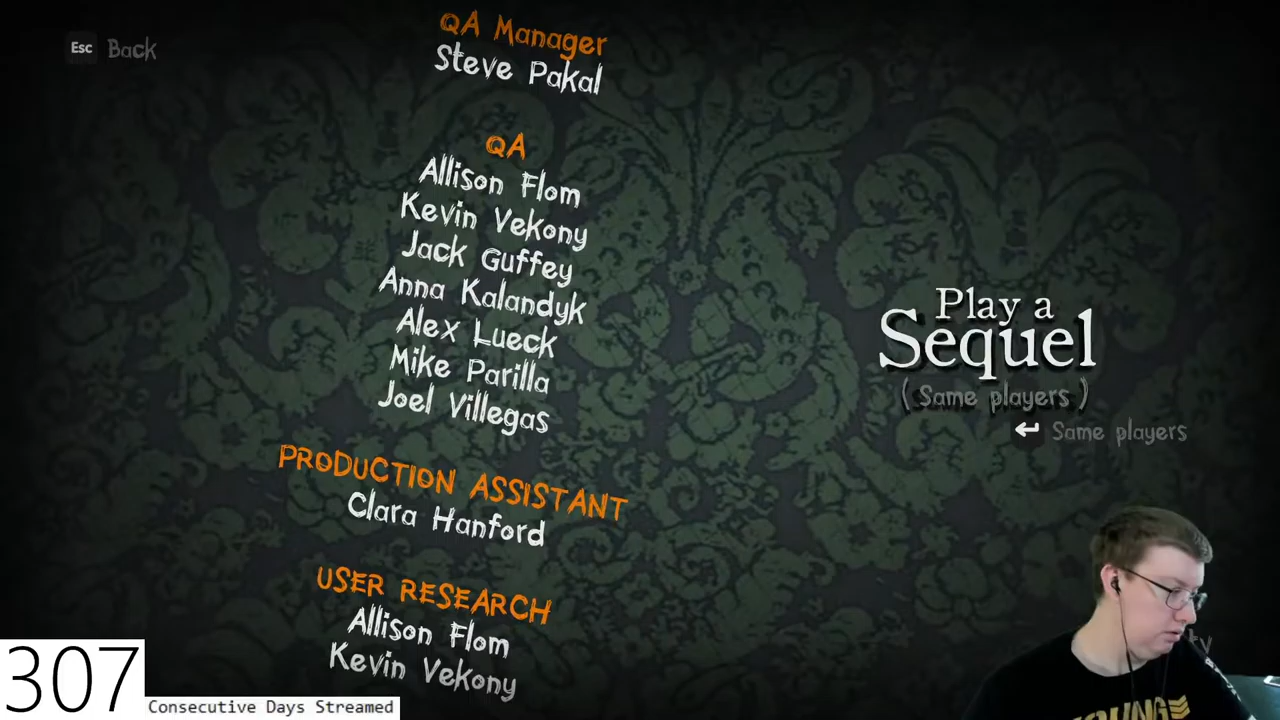 Esc Back
QA Manager
Steve Pakal
QA
Allison Flom
Kevin Vekony
Jack Guffey
Anna Kalandyk
Alex Lueck
Mike Parilla
Joel Villegas
PRODUCTION ASSISTANT
Clara Hanford
USER RESEARCH
Allison Flom
Kevin Vekony
Play a
Sequel
(Same players)
Same players
307
Consecutive Days Streamed